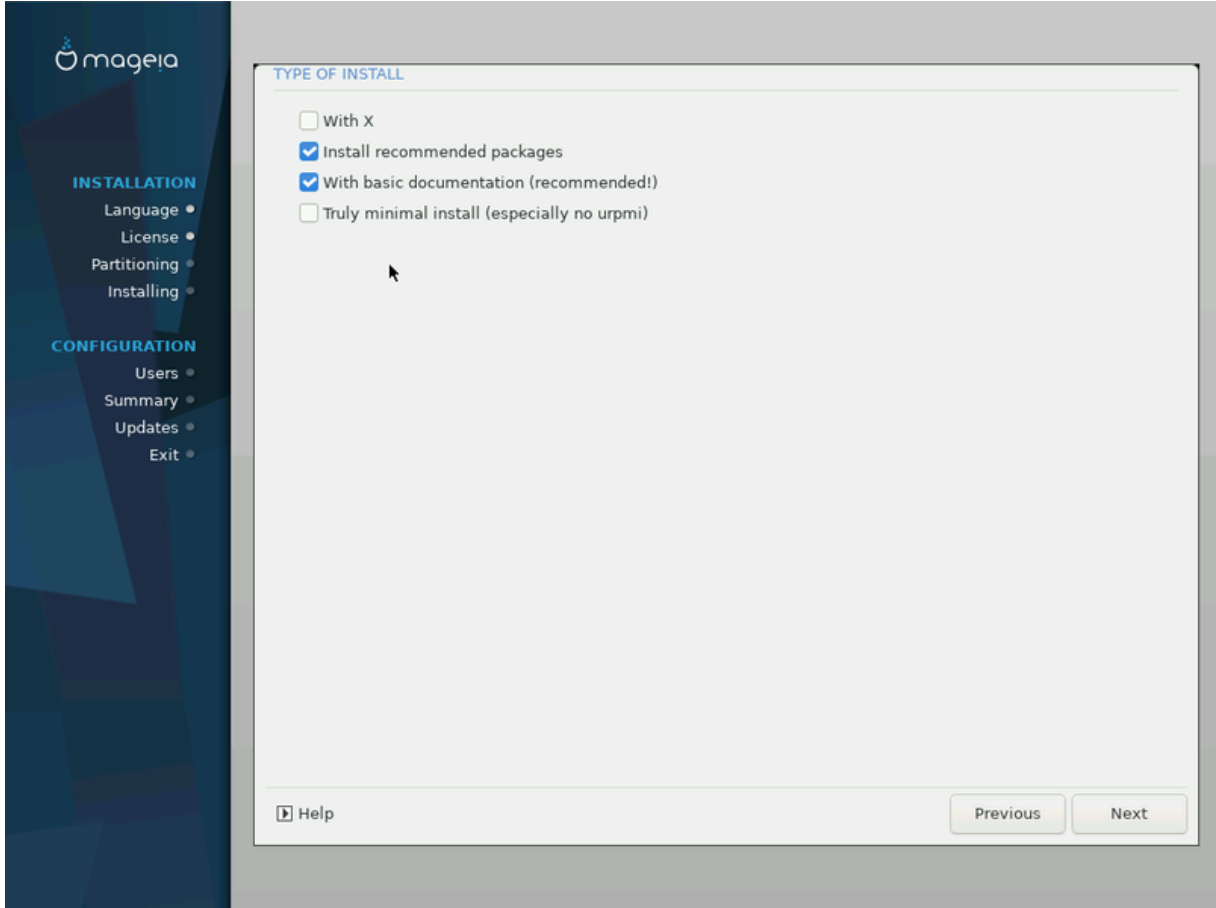 mageia
INSTALLATION
Language
License
Partitioning
Installing
CONFIGURATION
Users
Summary
Updates
Exit
TYPE OF INSTALL
With X
Install recommended packages
With basic documentation (recommended!)
Truly minimal install (especially no urpmi)
Help
Previous
Next